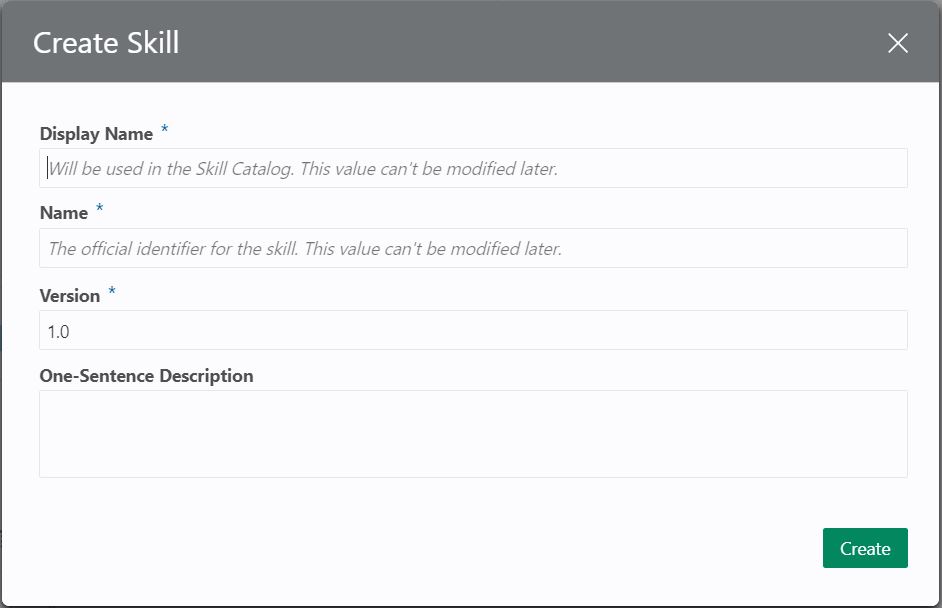 Create Skill
Display Name *
Will be used in the Skill Catalog. This value can't be modified later.
Name *
The official identifier for the skill. This value can't be modified later.
Version *
1.0
One-Sentence Description
Create